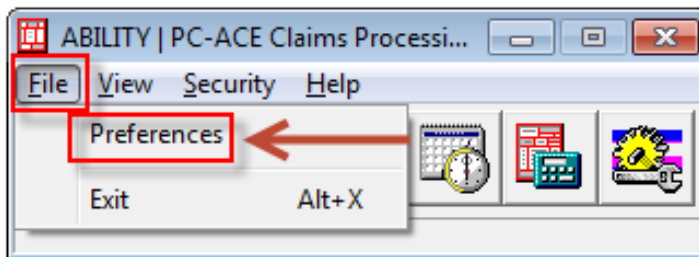 ABILITY | PC-ACE Claims Processi...
File View Security Help
Preferences
Exit Alt+X